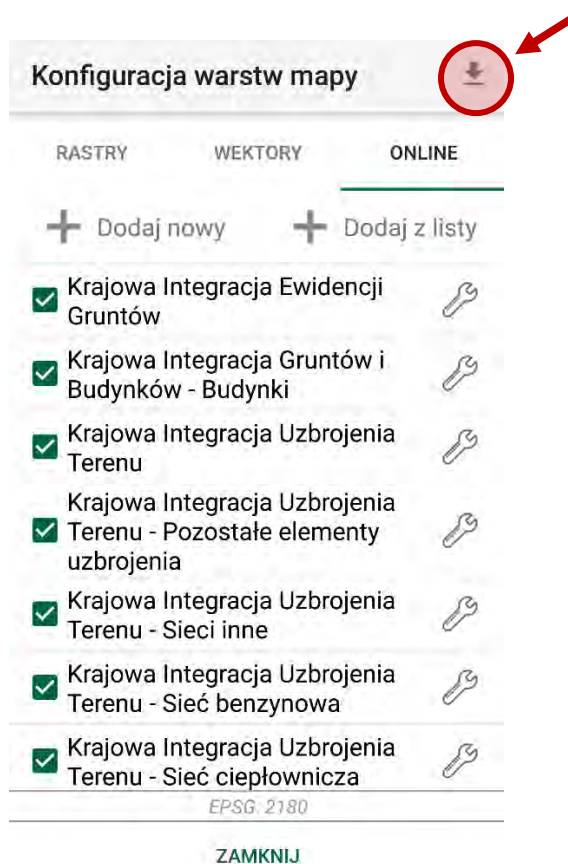 Konfiguracja warstw mapy
RASTRY WEKTORY ONLINE
Dodaj nowy Dodaj z listy
Krajowa Integracja Ewidencji
Gruntów
Krajowa Integracja Gruntów i
Budynków - Budynki
Krajowa Integracja Uzbrojenia
Terenu
Krajowa Integracja Uzbrojenia
Terenu - Pozostałe elementy
uzbrojenia
Krajowa Integracja Uzbrojenia
Terenu - Sieci inne
Krajowa Integracja Uzbrojenia
Terenu - Sieć benzynowa
Krajowa Integracja Uzbrojenia
Terenu - Sieć ciepłownicza
EPSG: 2180
ZAMKNIJ